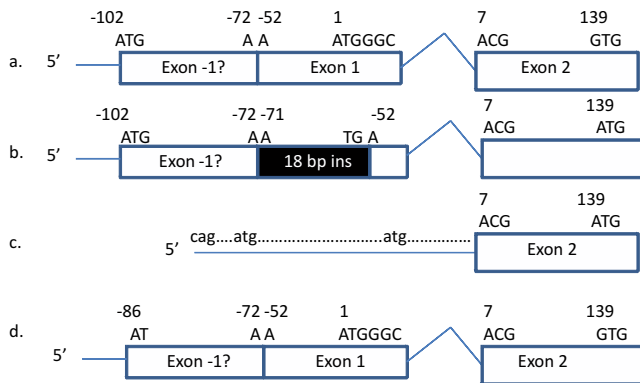 -102 -72 -52 1 7 139
ATG A A ATGGGC ACG GTG
a. 5’ Exon -1? Exon 1 Exon 2
-102 -72 -71 -52 7 139
ATG A A TG A ACG ATG
b. 5’ Exon -1? 18 bp ins
7 139
ACG ATG
cag....atg..............................atg............
c. 5’ Exon 2
-86 -72 -52 1 7 139
AT A A ATGGGC ACG GTG
d. 5’ Exon -1? Exon 1 Exon 2